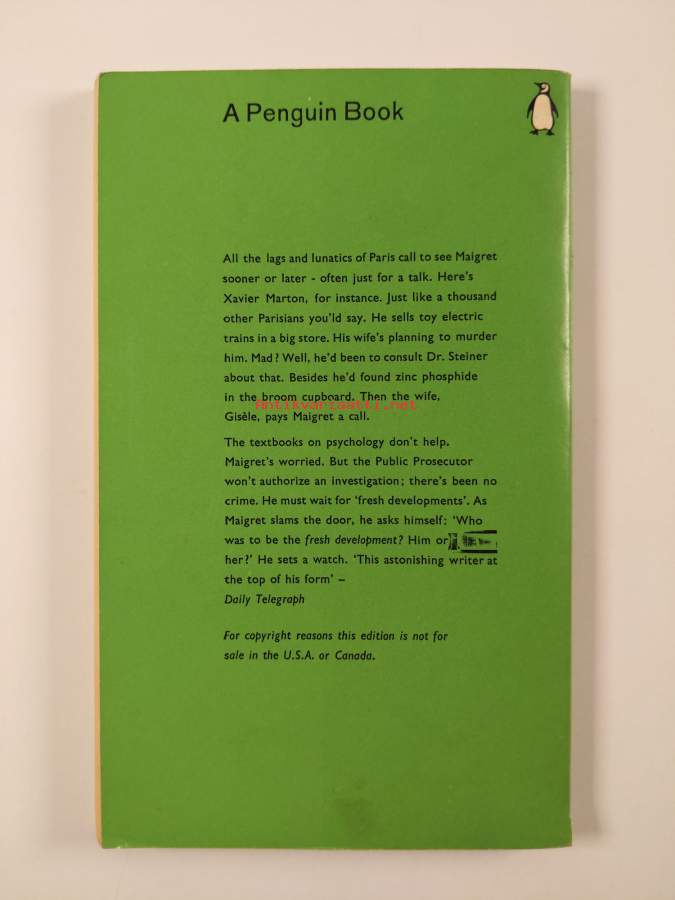 A Penguin Book
All the lags and lunatics of Paris call to see Maigret
sooner or later - often just for a talk. Here's
Xavier Marton, for instance. Just like a thousand
other Parisians you'ld say. He sells toy electric
trains in a big store. His wife's planning to murder
him. Mad? Well, he'd been to consult Dr. Steiner
about that. Besides he'd found zinc phosphide
in the broom cupboard. Then the wife,
Antikvariaatti.net
Gisèle, pays Maigret a call.
The textbooks on psychology don't help.
Maigret's worried. But the Public Prosecutor
won't authorize an investigation; there's been no
crime. He must wait for 'fresh developments'. As
Maigret slams the door, he asks himself: 'Who
was to be the fresh development? Him or
her?' He sets a watch. 'This astonishing writer at
the top of his form' –
Daily Telegraph
For copyright reasons this edition is not for
sale in the U.S.A. or Canada.